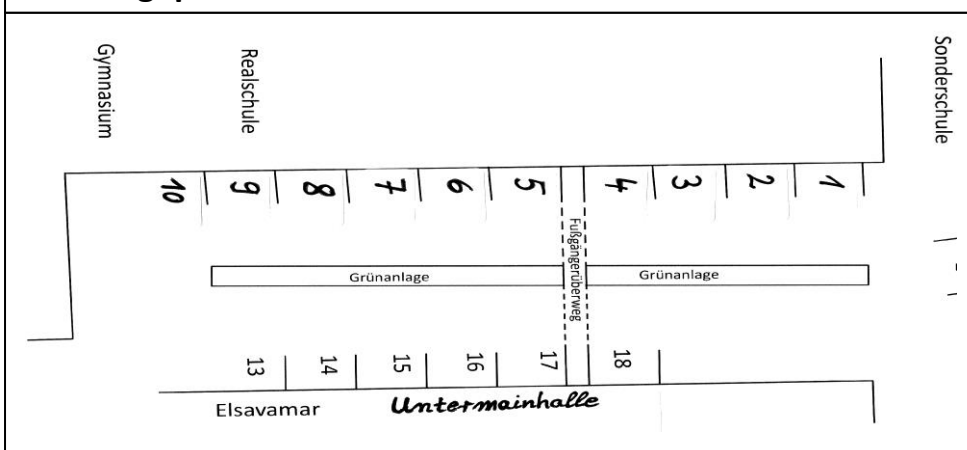 Gymnasium
Realschule
Sonderschule
10 9 8 7 6 5 4 3 2 1
Fußgängerüberweg
Grünanlage Grünanlage
13 14 15 16 17 18
Elsavamar Untermainhalle